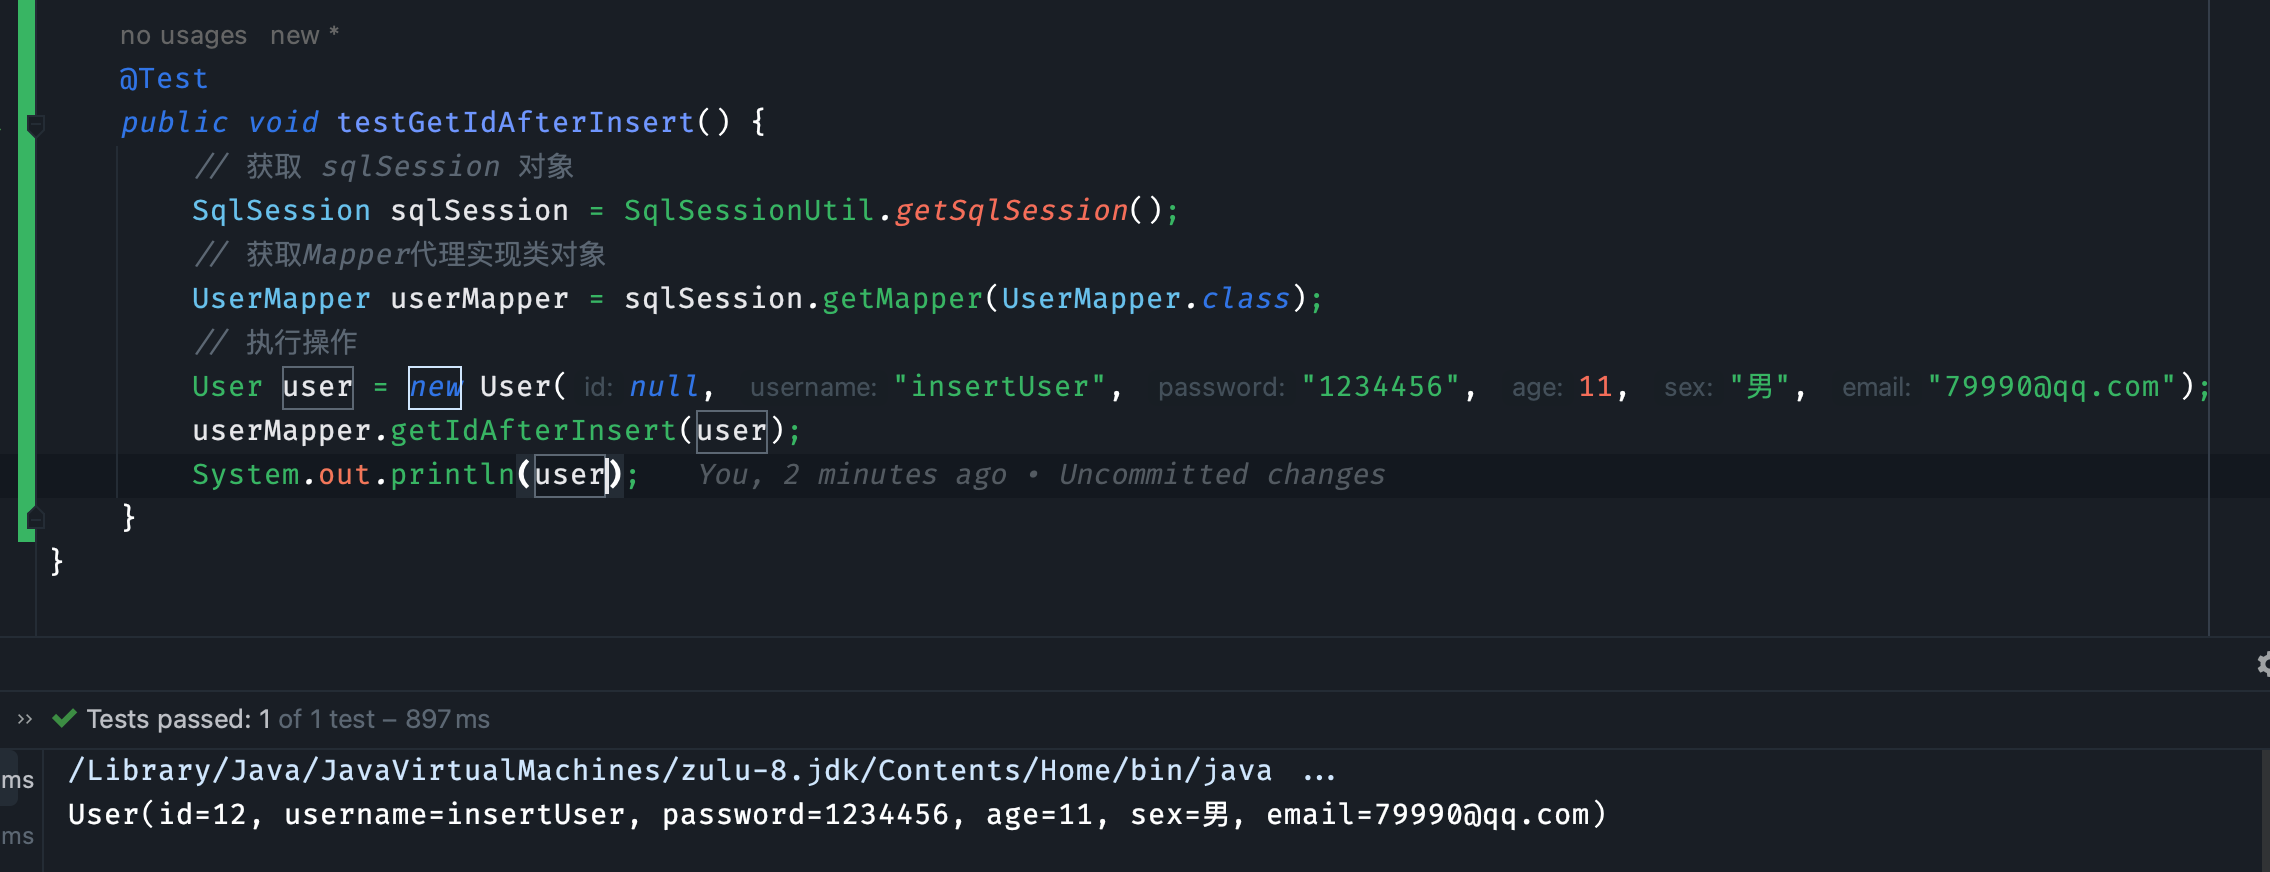 no usages new *
@Test
public void testGetIdAfterInsert() {
// 获取 sqlSession 对象
SqlSession sqlSession = SqlSessionUtil.getSqlSession();
// 获取Mapper代理实现类对象
UserMapper userMapper = sqlSession.getMapper(UserMapper.class);
// 执行操作
User user = new User( id: null, username: "insertUser", password: "1234456", age: 11, sex: "男", email: "79990@qq.com");
userMapper.getIdAfterInsert(user);
System.out.println(user); You, 2 minutes ago • Uncommitted changes
}
}
›› Tests passed: 1 of 1 test – 897 ms
ms /Library/Java/JavaVirtualMachines/zulu-8.jdk/Contents/Home/bin/java ...
User(id=12, username=insertUser, password=1234456, age=11, sex=男, email=79990@qq.com)
ms